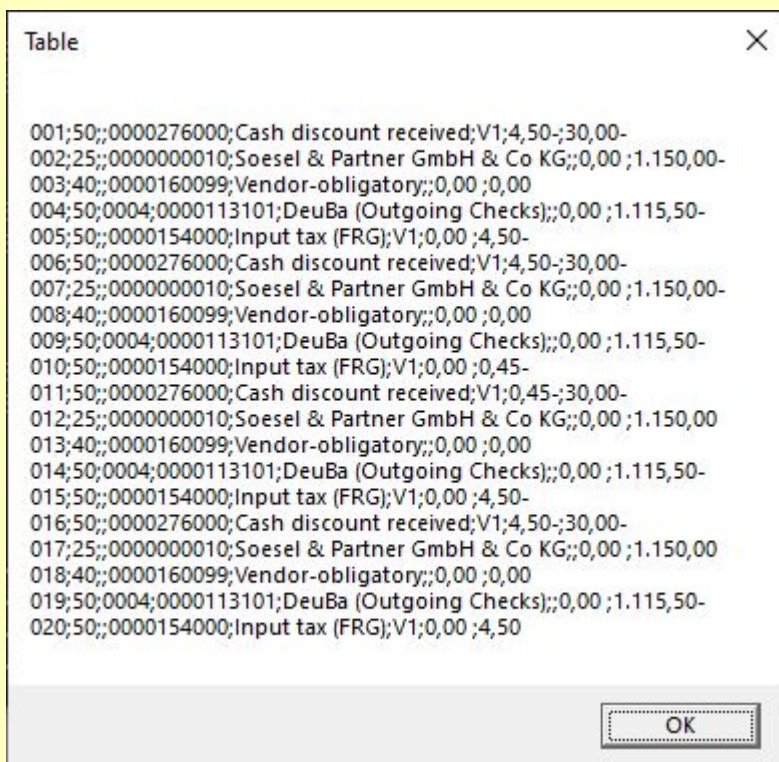 Table
001;50;;0000276000;Cash discount received;V1;4,50-;30,00-
002;25;;0000000010;Soesel & Partner GmbH & Co KG;;0,00 ;1.150,00-
003;40;;0000160099;Vendor-obligatory;;0,00 ;0,00
004;50;0004;0000113101;DeuBa (Outgoing Checks);;0,00 ;1.115,50-
005;50;;0000154000;Input tax (FRG);V1;0,00 ;4,50-
006;50;;0000276000;Cash discount received;V1;4,50-;30,00-
007;25;;0000000010;Soesel & Partner GmbH & Co KG;;0,00 ;1.150,00-
008;40;;0000160099;Vendor-obligatory;;0,00 ;0,00
009;50;0004;0000113101;DeuBa (Outgoing Checks);;0,00 ;1.115,50-
010;50;;0000154000;Input tax (FRG);V1;0,00 ;0,45-
011;50;;0000276000;Cash discount received;V1;0,45-;30,00-
012;25;;0000000010;Soesel & Partner GmbH & Co KG;;0,00 ;1.150,00
013;40;;0000160099;Vendor-obligatory;;0,00 ;0,00
014;50;0004;0000113101;DeuBa (Outgoing Checks);;0,00 ;1.115,50-
015;50;;0000154000;Input tax (FRG);V1;0,00 ;4,50-
016;50;;0000276000;Cash discount received;V1;4,50-;30,00-
017;25;;0000000010;Soesel & Partner GmbH & Co KG;;0,00 ;1.150,00
018;40;;0000160099;Vendor-obligatory;;0,00 ;0,00
019;50;0004;0000113101;DeuBa (Outgoing Checks);;0,00 ;1.115,50-
020;50;;0000154000;Input tax (FRG);V1;0,00 ;4,50
OK